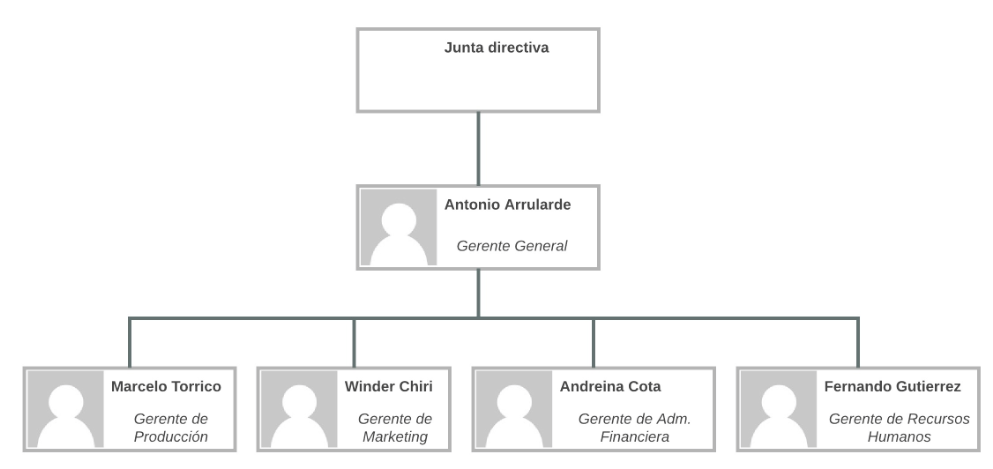 Junta directiva
Antonio Arrularde
Gerente General
Marcelo Torrico
Gerente de
Producción
Winder Chiri
Gerente de
Marketing
Andreina Cota
Gerente de Adm.
Financiera
Fernando Gutierrez
Gerente de Recursos
Humanos